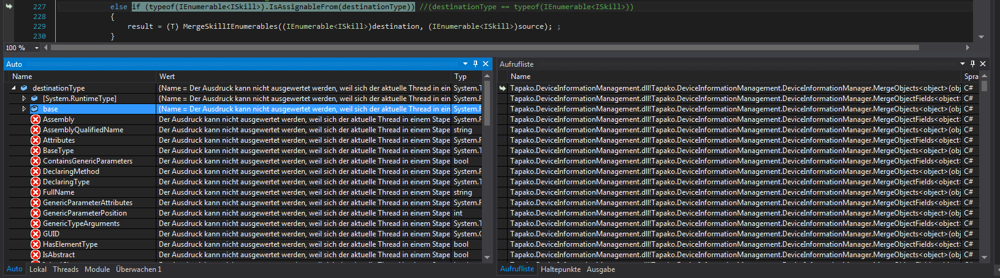 227 else if (typeof(IEnumerable<ISkill>).IsAssignableFrom(destinationType)) //(destinationType == typeof(IEnumerable<ISkill>))
228 {
229 result = (T) MergeSkillIEnumerables((IEnumerable<ISkill>)destination, (IEnumerable<ISkill>)source); ;
230 }
100 %
Auto
Name Wert Typ
destinationType {Name = Der Ausdruck kann nicht ausgewertet werden, weil sich der aktuelle Thread in ein System.T
[System.RuntimeType] {Name = Der Ausdruck kann nicht ausgewertet werden, weil sich der aktuelle Thread in ein System.F
base {Name = Der Ausdruck kann nicht ausgewertet werden, weil sich der aktuelle Thread in ein System.F
Assembly Der Ausdruck kann nicht ausgewertet werden, weil sich der aktuelle Thread in einem Stape System.F
AssemblyQualifiedName Der Ausdruck kann nicht ausgewertet werden, weil sich der aktuelle Thread in einem Stape string
Attributes Der Ausdruck kann nicht ausgewertet werden, weil sich der aktuelle Thread in einem Stape System.F
BaseType Der Ausdruck kann nicht ausgewertet werden, weil sich der aktuelle Thread in einem Stape System.T
ContainsGenericParameters Der Ausdruck kann nicht ausgewertet werden, weil sich der aktuelle Thread in einem Stape bool
DeclaringMethod Der Ausdruck kann nicht ausgewertet werden, weil sich der aktuelle Thread in einem Stape System.F
DeclaringType Der Ausdruck kann nicht ausgewertet werden, weil sich der aktuelle Thread in einem Stape System.T
FullName Der Ausdruck kann nicht ausgewertet werden, weil sich der aktuelle Thread in einem Stape string
GenericParameterAttributes Der Ausdruck kann nicht ausgewertet werden, weil sich der aktuelle Thread in einem Stape System.F
GenericParameterPosition Der Ausdruck kann nicht ausgewertet werden, weil sich der aktuelle Thread in einem Stape int
GenericTypeArguments Der Ausdruck kann nicht ausgewertet werden, weil sich der aktuelle Thread in einem Stape System.T
GUID Der Ausdruck kann nicht ausgewertet werden, weil sich der aktuelle Thread in einem Stape System.G
HasElementType Der Ausdruck kann nicht ausgewertet werden, weil sich der aktuelle Thread in einem Stape bool
IsAbstract Der Ausdruck kann nicht ausgewertet werden, weil sich der aktuelle Thread in einem Stape bool
Auto Lokal Threads Module Überwachen 1
Aufrufliste
Name Spra
Tapako.DeviceInformationManagement.dll!Tapako.DeviceInformationManagement.DeviceInformationManager.MergeObjects<object>(obj C#
Tapako.DeviceInformationManagement.dll!Tapako.DeviceInformationManagement.DeviceInformationManager.MergeObjectFields<object> C#
Tapako.DeviceInformationManagement.dll!Tapako.DeviceInformationManagement.DeviceInformationManager.MergeObjects<object>(obj C#
Tapako.DeviceInformationManagement.dll!Tapako.DeviceInformationManagement.DeviceInformationManager.MergeObjectFields<object> C#
Tapako.DeviceInformationManagement.dll!Tapako.DeviceInformationManagement.DeviceInformationManager.MergeObjects<object>(obj C#
Tapako.DeviceInformationManagement.dll!Tapako.DeviceInformationManagement.DeviceInformationManager.MergeObjectFields<object> C#
Tapako.DeviceInformationManagement.dll!Tapako.DeviceInformationManagement.DeviceInformationManager.MergeObjects<object>(obj C#
Tapako.DeviceInformationManagement.dll!Tapako.DeviceInformationManagement.DeviceInformationManager.MergeObjectFields<object> C#
Tapako.DeviceInformationManagement.dll!Tapako.DeviceInformationManagement.DeviceInformationManager.MergeObjects<object>(obj C#
Tapako.DeviceInformationManagement.dll!Tapako.DeviceInformationManagement.DeviceInformationManager.MergeObjectFields<object> C#
Tapako.DeviceInformationManagement.dll!Tapako.DeviceInformationManagement.DeviceInformationManager.MergeObjects<object>(obj C#
Tapako.DeviceInformationManagement.dll!Tapako.DeviceInformationManagement.DeviceInformationManager.MergeObjectFields<object> C#
Tapako.DeviceInformationManagement.dll!Tapako.DeviceInformationManagement.DeviceInformationManager.MergeObjects<object>(obj C#
Tapako.DeviceInformationManagement.dll!Tapako.DeviceInformationManagement.DeviceInformationManager.MergeObjectFields<object> C#
Tapako.DeviceInformationManagement.dll!Tapako.DeviceInformationManagement.DeviceInformationManager.MergeObjects<object>(obj C#
Tapako.DeviceInformationManagement.dll!Tapako.DeviceInformationManagement.DeviceInformationManager.MergeObjectFields<object> C#
Tapako.DeviceInformationManagement.dll!Tapako.DeviceInformationManagement.DeviceInformationManager.MergeObjects<object>(obj C#
Aufrufliste Haltepunkte Ausgabe